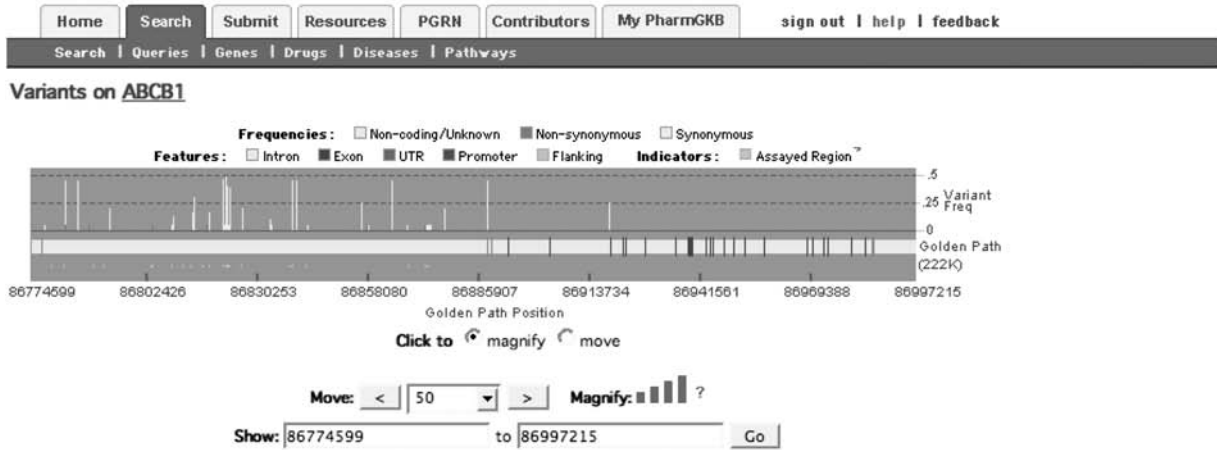 Home Search Submit Resources PGRN Contributors My PharmGKB sign out | help | feedback
Search | Queries | Genes | Drugs | Diseases | Pathways
Variants on ABCB1
Frequencies: Non-coding/Unknown Non-synonymous Synonymous
Features: Intron Exon UTR Promoter Flanking Indicators: Assayed Region ?
.5
.25 Variant Freq
0
Golden Path
(222K)
86774599 86802426 86830253 86858080 86885907 86913734 86941561 86969388 86997215
Golden Path Position
Click to magnify move
Move: < 50 > Magnify: ?
Show: 86774599 to 86997215 Go